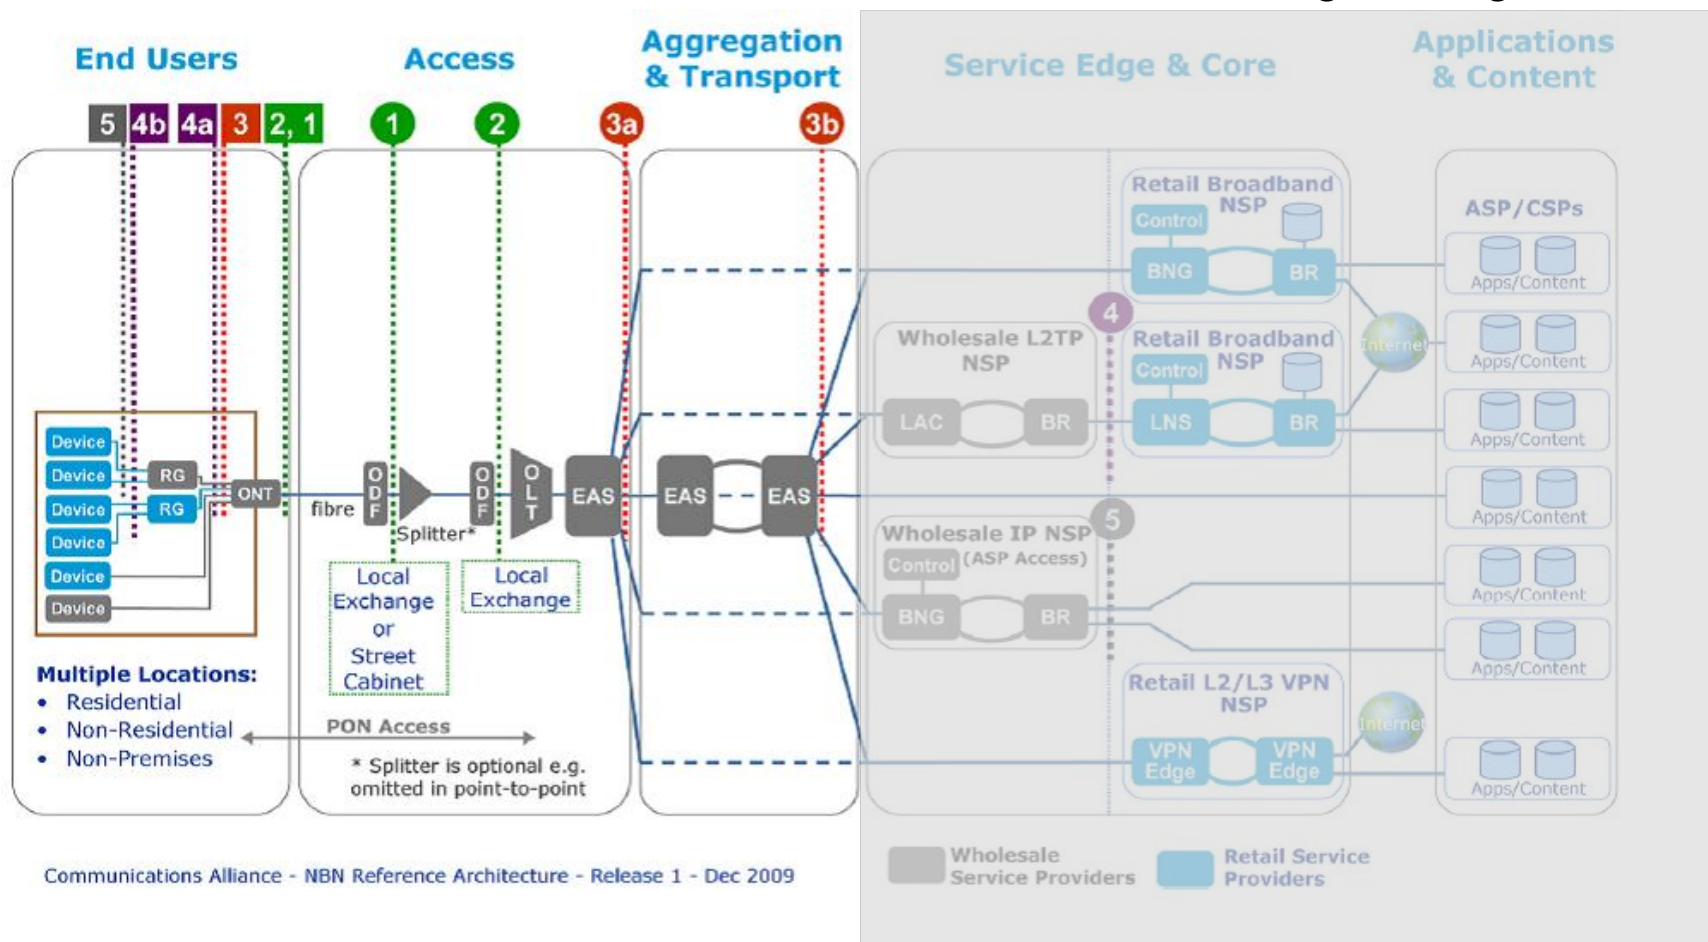 End Users
Access
Aggregation
& Transport
Service Edge & Core
Applications
& Content
5
4b
4a
3
2, 1
1
2
3a
3b
Retail Broadband
NSP
Control
BNG
BR
ASP/CSPs
Apps/Content
4
Wholesale L2TP
NSP
LAC
BR
Retail Broadband
NSP
Control
LNS
BR
Internet
Apps/Content
Apps/Content
Device
Device
Device
Device
Device
Device
RG
RG
ONT
fibre
ODF
Splitter*
ODF
OLT
EAS
EAS
EAS
Local
Exchange
or
Street
Cabinet
Local
Exchange
5
Wholesale IP NSP
Control
(ASP Access)
BNG
BR
Apps/Content
Apps/Content
Apps/Content
Multiple Locations:
• Residential
• Non-Residential
• Non-Premises
PON Access
* Splitter is optional e.g.
omitted in point-to-point
Retail L2/L3 VPN
NSP
VPN
Edge
VPN
Edge
Internet
Apps/Content
Communications Alliance - NBN Reference Architecture - Release 1 - Dec 2009
Wholesale
Service Providers
Retail Service
Providers